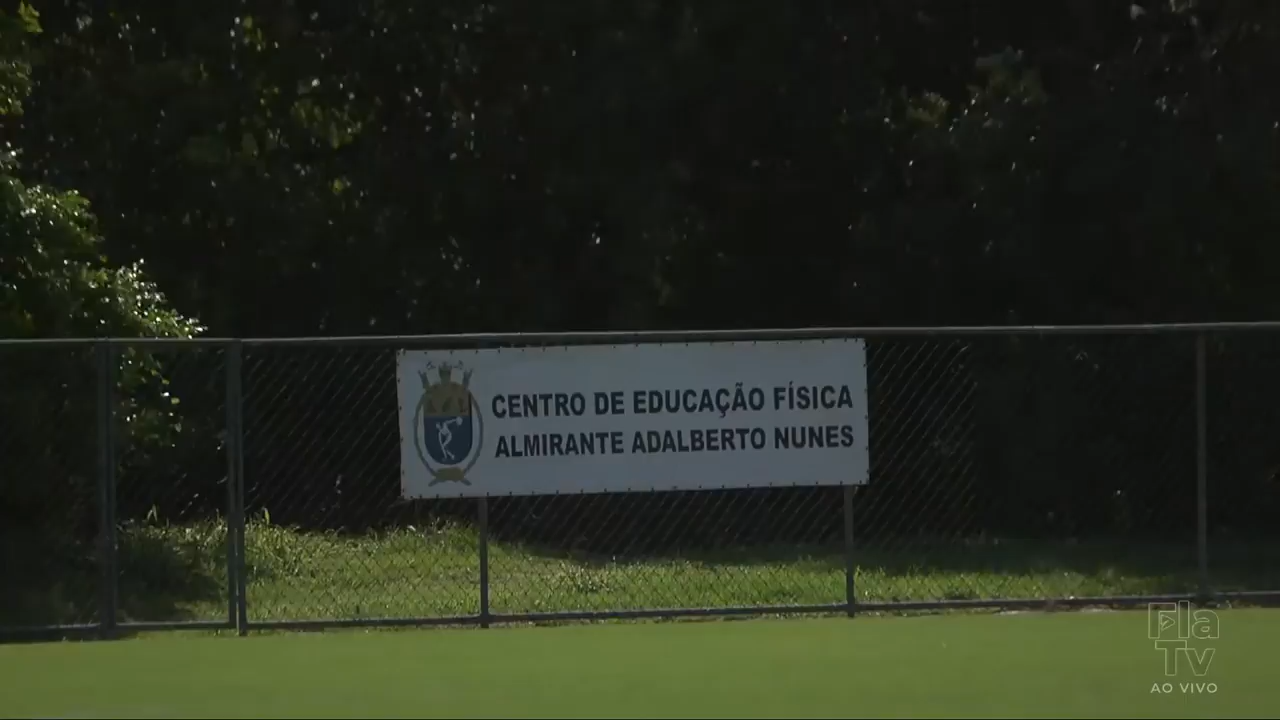 CENTRO DE EDUCAÇÃO FÍSICA
ALMIRANTE ADALBERTO NUNES
Fla
Tv
AO VIVO